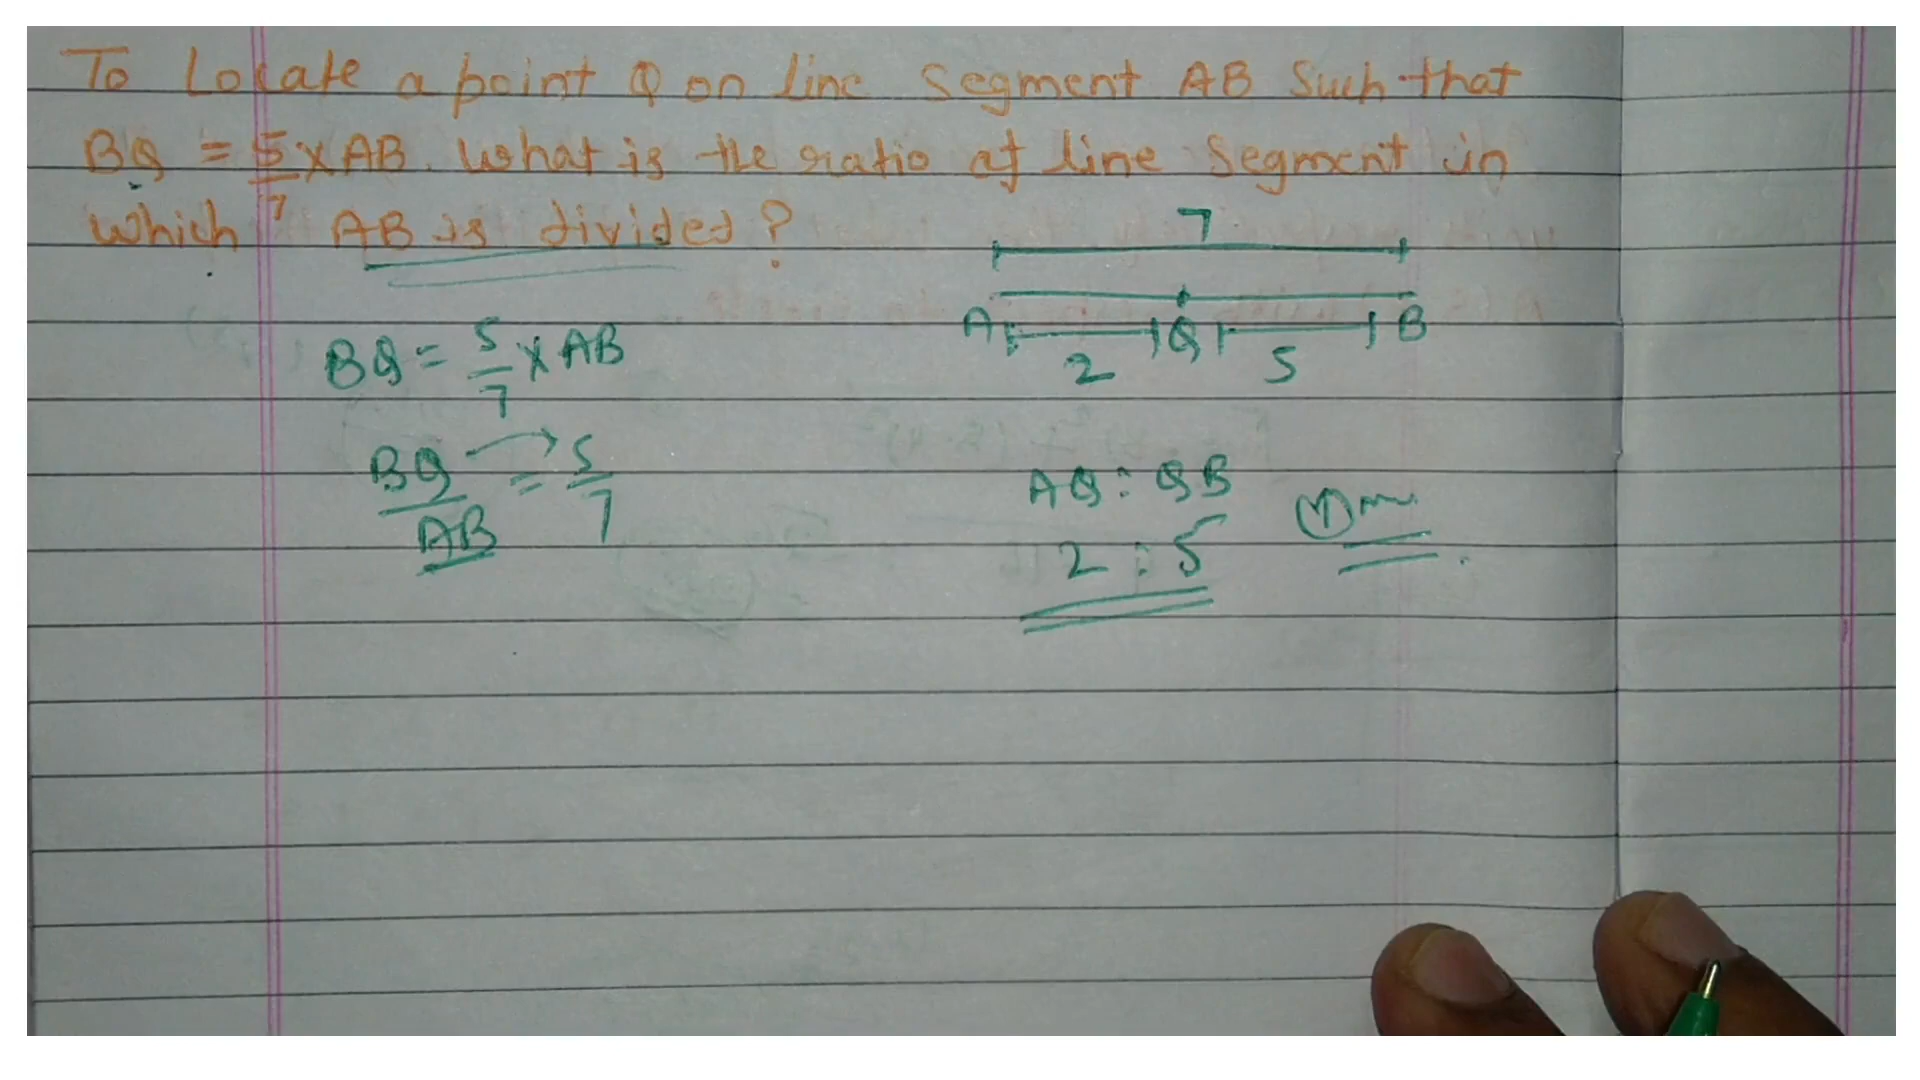 To Locate a point Q on line segment AB Such that
BQ = 5/7 X AB. What is the ratio of line segment in
which AB is divided ?
7
A Q B
2 5
BQ = 5/7 X AB
BQ/AB = 5/7
AQ : QB
2 : 5